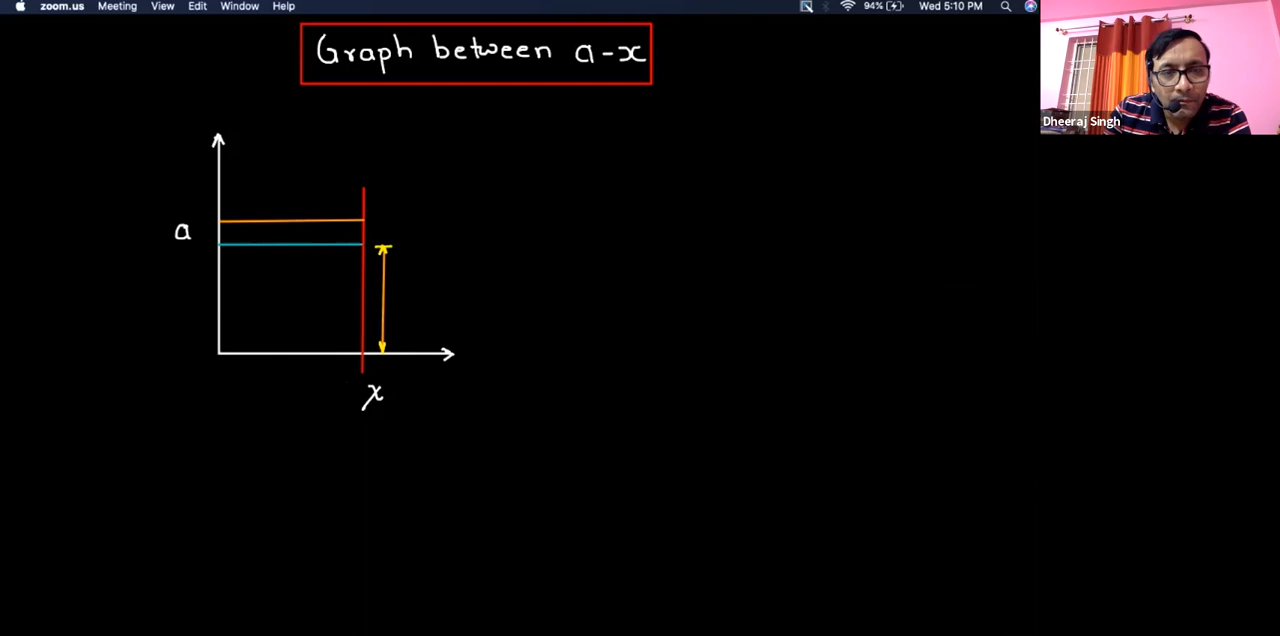 zoom.us Meeting View Edit Window Help 94% Wed 5:10 PM
Graph between a-x
Dheeraj Singh
a
x